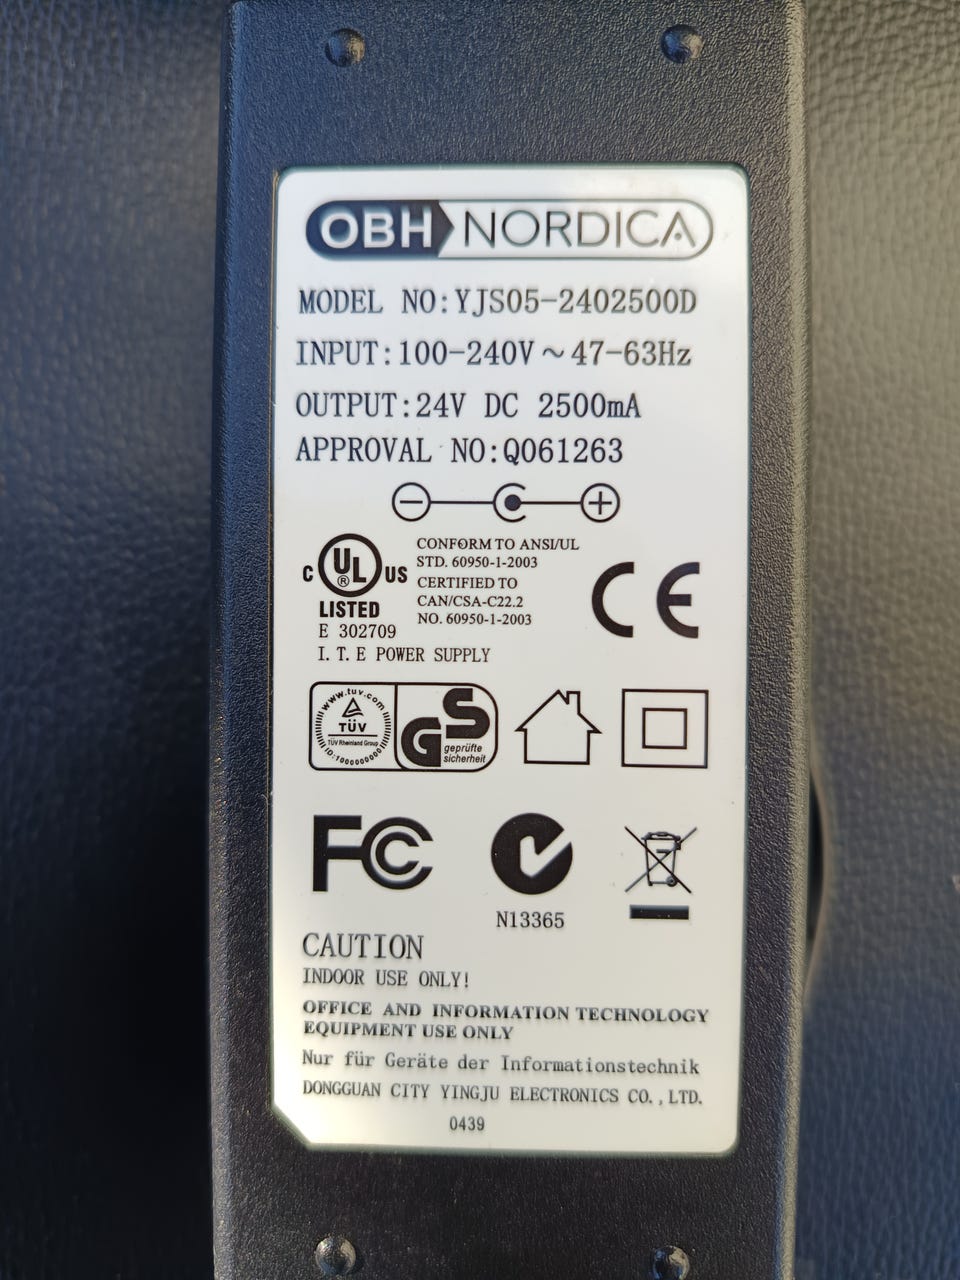 OBH NORDICA
MODEL NO:YJS05-2402500D
INPUT:100-240V～47-63Hz
OUTPUT:24V DC 2500mA
APPROVAL NO:Q061263
CONFORM TO ANSI/UL
STD. 60950-1-2003
CERTIFIED TO
CAN/CSA-C22.2
NO. 60950-1-2003
C UL ® US
LISTED
E 302709
I.T.E POWER SUPPLY
CE
www.tuv.com
TÜV
TÜV Rheinland Group
ID:1000000000
GS
geprüfte
sicherheit
FC
N13365
CAUTION
INDOOR USE ONLY!
OFFICE AND INFORMATION TECHNOLOGY
EQUIPMENT USE ONLY
Nur für Geräte der Informationstechnik
DONGGUAN CITY YINGJU ELECTRONICS CO.,LTD.
0439